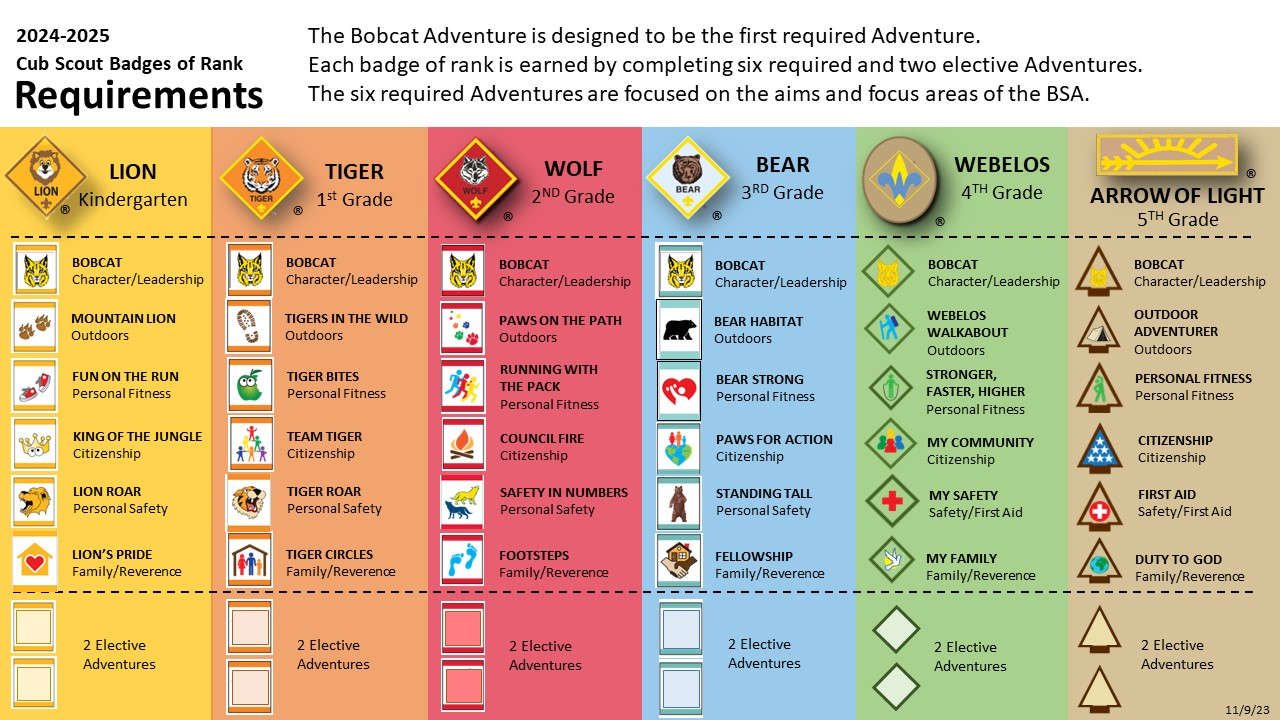 2024-2025
Cub Scout Badges of Rank
Requirements
The Bobcat Adventure is designed to be the first required Adventure.
Each badge of rank is earned by completing six required and two elective Adventures.
The six required Adventures are focused on the aims and focus areas of the BSA.
LION
®
LION
Kindergarten
BOBCAT
Character/Leadership
MOUNTAIN LION
Outdoors
FUN ON THE RUN
Personal Fitness
KING OF THE JUNGLE
Citizenship
LION ROAR
Personal Safety
LION’S PRIDE
Family/Reverence
2 Elective
Adventures
TIGER
®
TIGER
1st Grade
BOBCAT
Character/Leadership
TIGERS IN THE WILD
Outdoors
TIGER BITES
Personal Fitness
TEAM TIGER
Citizenship
TIGER ROAR
Personal Safety
TIGER CIRCLES
Family/Reverence
2 Elective
Adventures
WOLF
®
WOLF
2ND Grade
BOBCAT
Character/Leadership
PAWS ON THE PATH
Outdoors
RUNNING WITH
THE PACK
Personal Fitness
COUNCIL FIRE
Citizenship
SAFETY IN NUMBERS
Personal Safety
FOOTSTEPS
Family/Reverence
2 Elective
Adventures
BEAR
®
BEAR
3RD Grade
BOBCAT
Character/Leadership
BEAR HABITAT
Outdoors
BEAR STRONG
Personal Fitness
PAWS FOR ACTION
Citizenship
STANDING TALL
Personal Safety
FELLOWSHIP
Family/Reverence
2 Elective
Adventures
®
WEBELOS
4TH Grade
BOBCAT
Character/Leadership
WEBELOS
WALKABOUT
Outdoors
STRONGER,
FASTER, HIGHER
Personal Fitness
MY COMMUNITY
Citizenship
MY SAFETY
Safety/First Aid
MY FAMILY
Family/Reverence
2 Elective
Adventures
®
ARROW OF LIGHT
5TH Grade
BOBCAT
Character/Leadership
OUTDOOR
ADVENTURER
Outdoors
PERSONAL FITNESS
Personal Fitness
CITIZENSHIP
Citizenship
FIRST AID
Safety/First Aid
DUTY TO GOD
Family/Reverence
2 Elective
Adventures
11/9/23